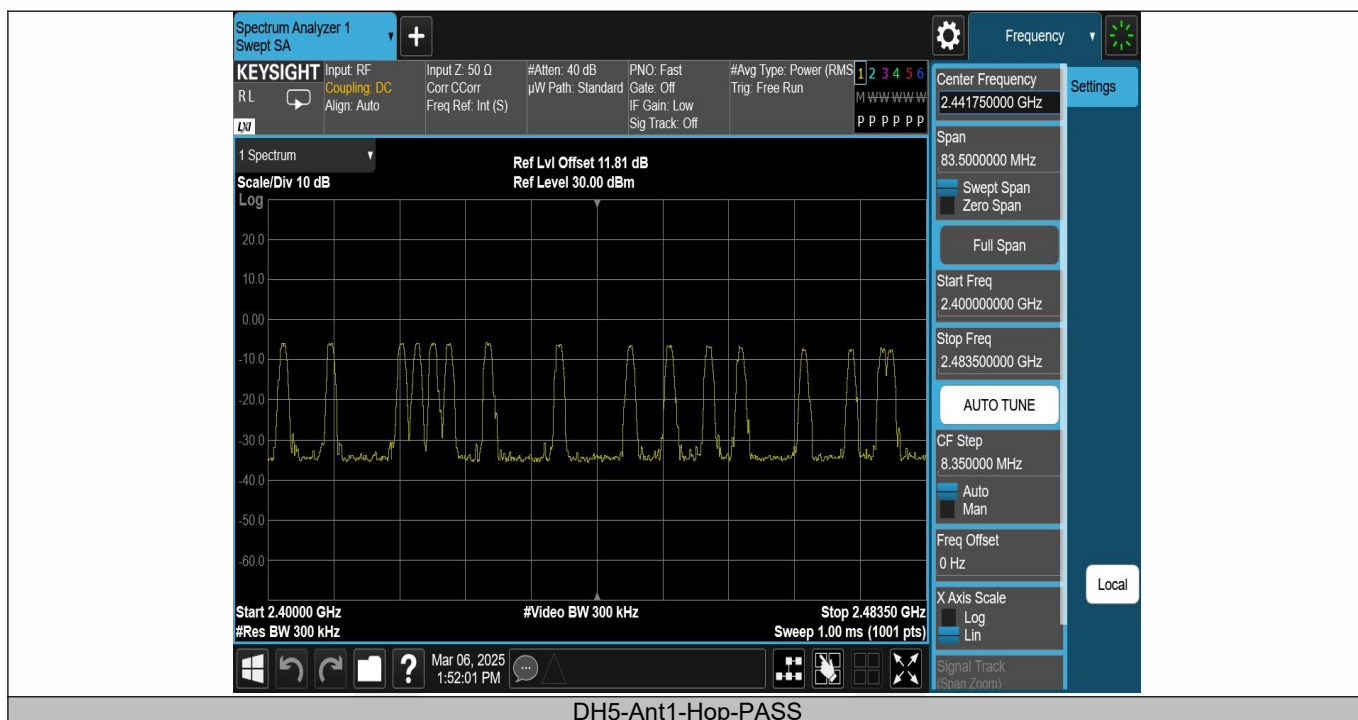 Spectrum Analyzer 1
Swept SA
Frequency
KEYSIGHT
RL
LXI
Input: RF
Coupling: DC
Align: Auto
Input Z: 50 Ω
Corr CCorr
Freq Ref: Int (S)
#Atten: 40 dB
µW Path: Standard
PNO: Fast
Gate: Off
IF Gain: Low
Sig Track: Off
#Avg Type: Power (RMS
Trig: Free Run
1 2 3 4 5 6
M W W W W W
P P P P P P
1 Spectrum
Scale/Div 10 dB
Ref Lvl Offset 11.81 dB
Ref Level 30.00 dBm
Log
20.0
10.0
0.00
-10.0
-20.0
-30.0
-40.0
-50.0
-60.0
Start 2.40000 GHz
#Res BW 300 kHz
#Video BW 300 kHz
Stop 2.48350 GHz
Sweep 1.00 ms (1001 pts)
Center Frequency
2.441750000 GHz
Settings
Span
83.5000000 MHz
Swept Span
Zero Span
Full Span
Start Freq
2.400000000 GHz
Stop Freq
2.483500000 GHz
AUTO TUNE
CF Step
8.350000 MHz
Auto
Man
Freq Offset
0 Hz
X Axis Scale
Log
Lin
Signal Track
(Span Zoom)
Local
?
Mar 06, 2025
1:52:01 PM
DH5-Ant1-Hop-PASS